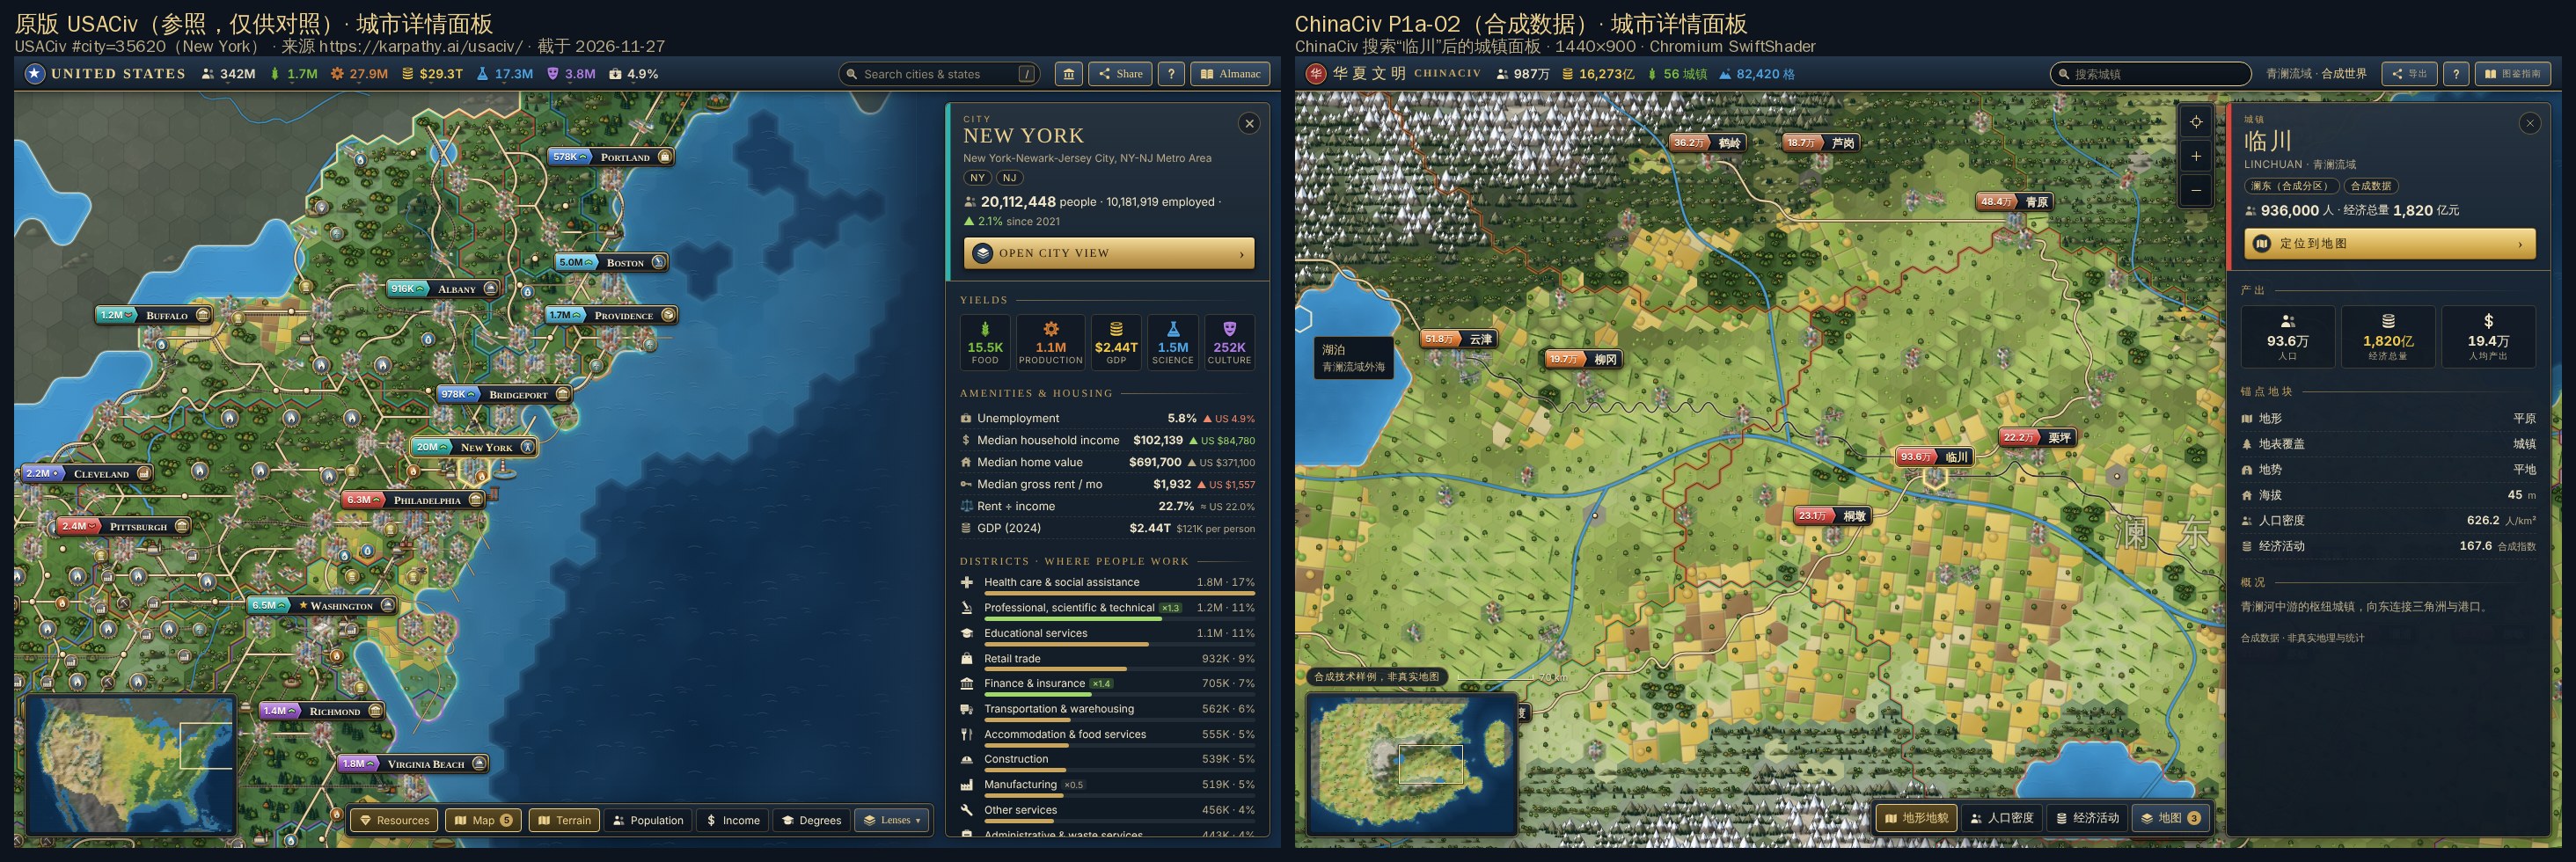 原版 USACiv（参照，仅供对照）· 城市详情面板
USACiv #city=35620（New York） · 来源 https://karpathy.ai/usaciv/ · 截于 2026-11-27
UNITED STATES 342M 1.7M 27.9M $29.3T 17.3M 3.8M 4.9% Search cities & states / Share ? Almanac
578K PORTLAND
5.0M BOSTON
916K ALBANY
1.2M BUFFALO
1.7M PROVIDENCE
978K BRIDGEPORT
20M NEW YORK
2.2M CLEVELAND
6.3M PHILADELPHIA
2.4M PITTSBURGH
6.5M WASHINGTON
1.4M RICHMOND
1.8M VIRGINIA BEACH
CITY
NEW YORK
New York-Newark-Jersey City, NY-NJ Metro Area
NY NJ
20,112,448 people · 10,181,919 employed ·
▲ 2.1% since 2021
OPEN CITY VIEW ›
YIELDS
15.5K 1.1M $2.44T 1.5M 252K
FOOD PRODUCTION GDP SCIENCE CULTURE
AMENITIES & HOUSING
Unemployment 5.8% ▲ US 4.9%
Median household income $102,139 ▲ US $84,780
Median home value $691,700 ▲ US $371,100
Median gross rent / mo $1,932 ▲ US $1,557
Rent ÷ income 22.7% ≈ US 22.0%
GDP (2024) $2.44T $121K per person
DISTRICTS · WHERE PEOPLE WORK
Health care & social assistance 1.8M · 17%
Professional, scientific & technical ×1.3 1.2M · 11%
Educational services 1.1M · 11%
Retail trade 932K · 9%
Finance & insurance ×1.4 705K · 7%
Transportation & warehousing 562K · 6%
Accommodation & food services 555K · 5%
Construction 539K · 5%
Manufacturing ×0.5 519K · 5%
Other services 456K · 4%
Administrative & waste services 443K · 4%
Resources Map 5 Terrain Population $ Income Degrees Lenses ▾
ChinaCiv P1a-02（合成数据）· 城市详情面板
ChinaCiv 搜索“临川”后的城镇面板 · 1440×900 · Chromium SwiftShader
华 华夏文明 CHINACIV 987万 16,273亿 56 城镇 82,420 格 搜索城镇 青澜流域 · 合成世界 导出 ? 图鉴指南
36.2万 鹤岭
18.7万 芦岗
48.4万 青原
51.8万 云津
19.7万 柳冈
湖泊
青澜流域外海
22.2万 栗坪
93.6万 临川
23.1万 桐墩
澜 东
合成技术样例，非真实地图
渡
城镇
临川
LINCHUAN · 青澜流域
澜东（合成分区） 合成数据
936,000 人 · 经济总量 1,820 亿元
定位到地图 ›
产出
93.6万 1,820亿 19.4万
人口 经济总量 人均产出
锚点地块
地形 平原
地表覆盖 城镇
地势 平地
海拔 45 m
人口密度 626.2 人/km²
经济活动 167.6 合成指数
概况
青澜河中游的枢纽城镇，向东连接三角洲与港口。
合成数据 · 非真实地理与统计
地形地貌 人口密度 经济活动 地图 3